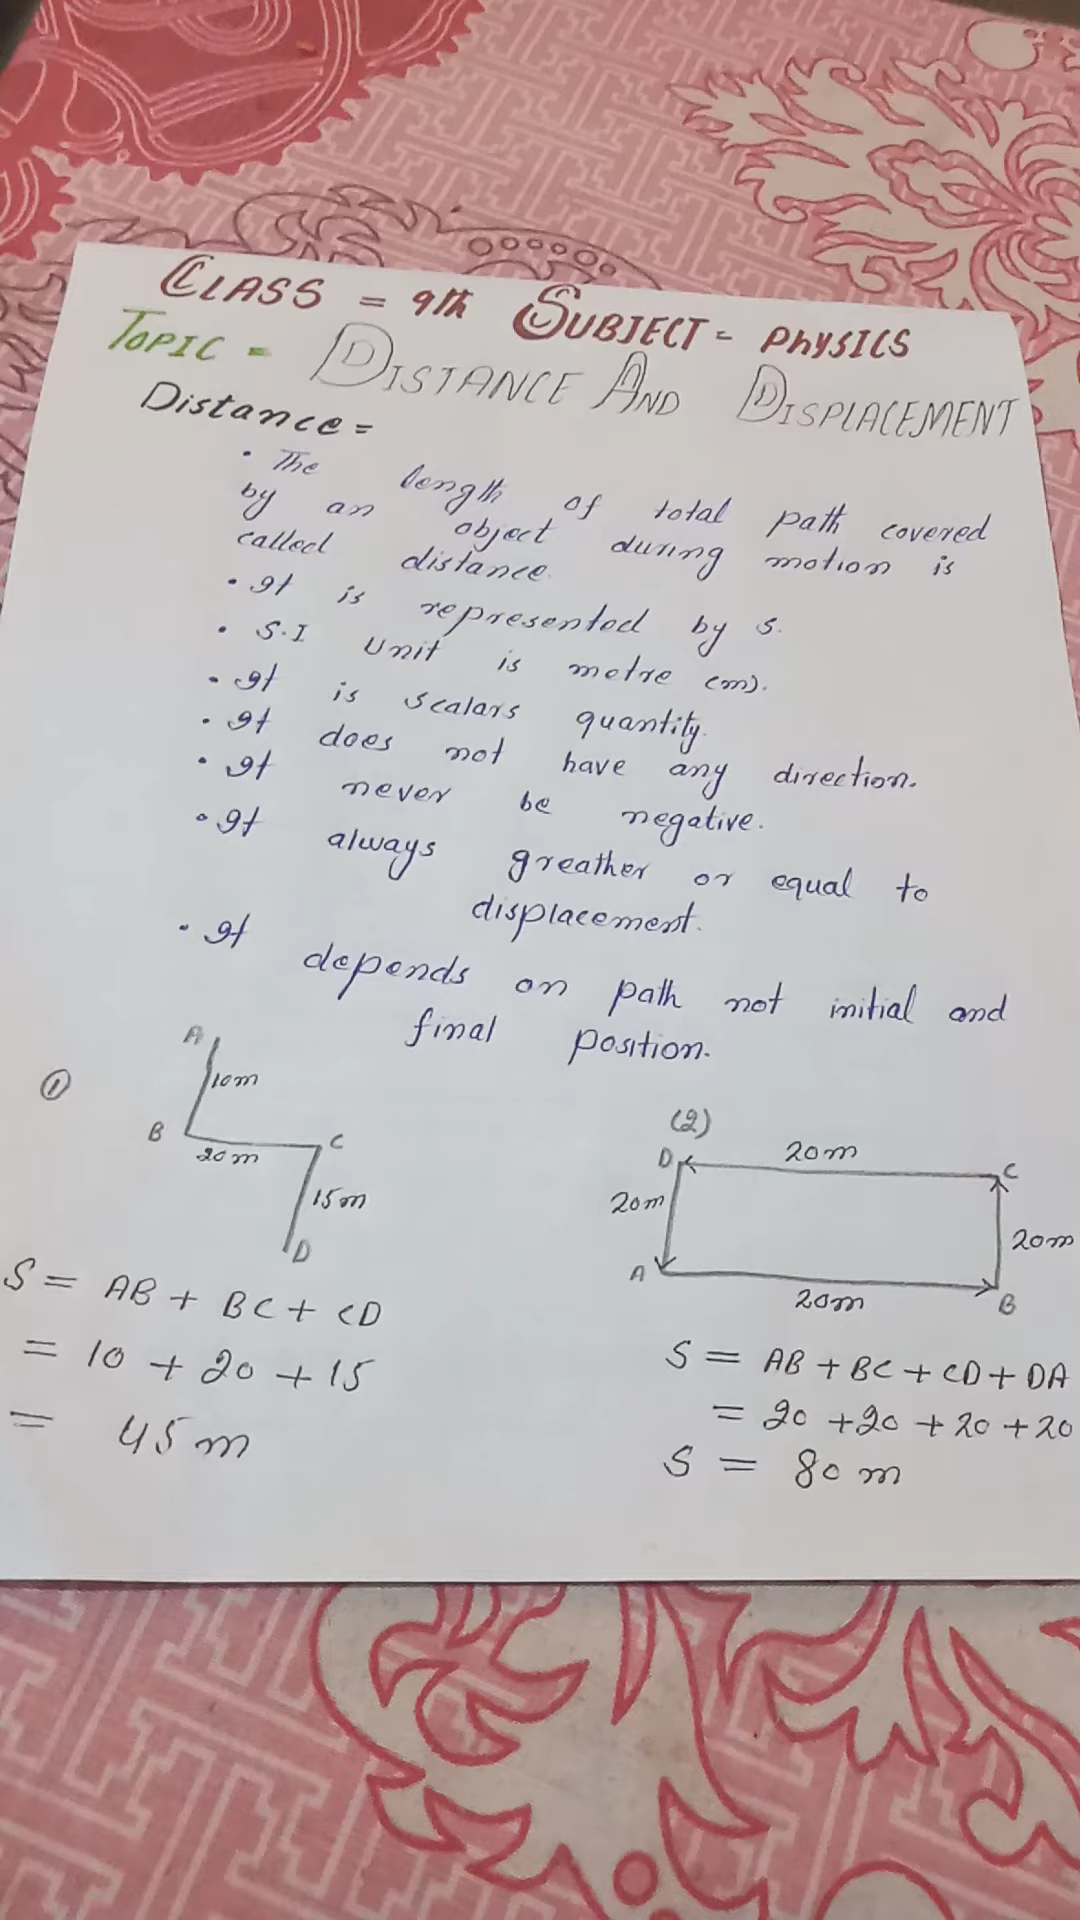 CLASS = 9th SUBJECT = PhySICS
TOPIC = DISTANCE AND DISPLACEMENT
Distance =
• The length of total path covered
by an object during motion is
called distance.
• It is represented by s.
• S.I Unit is metre (m).
• It is scalars quantity.
• It does not have any direction.
• It never be negative.
• It always greather or equal to
displacement.
• It depends on path not initial and
final position.
①
A
10m
B
20m
C
15m
D
S = AB + BC + CD
= 10 + 20 + 15
= 45 m
(2)
D
20m
C
20m
20m
A
20m
B
S = AB + BC + CD + DA
= 20 + 20 + 20 + 20
S = 80 m